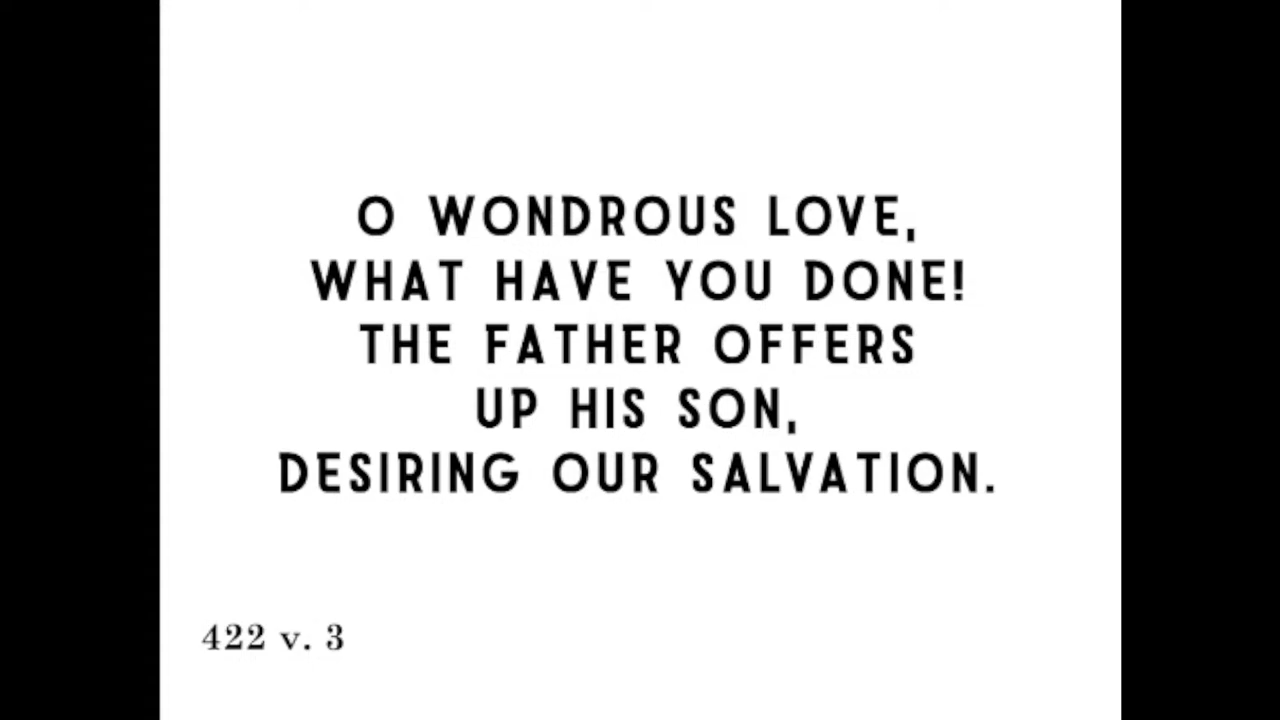 O WONDROUS LOVE,
WHAT HAVE YOU DONE!
THE FATHER OFFERS
UP HIS SON,
DESIRING OUR SALVATION.
422 v. 3